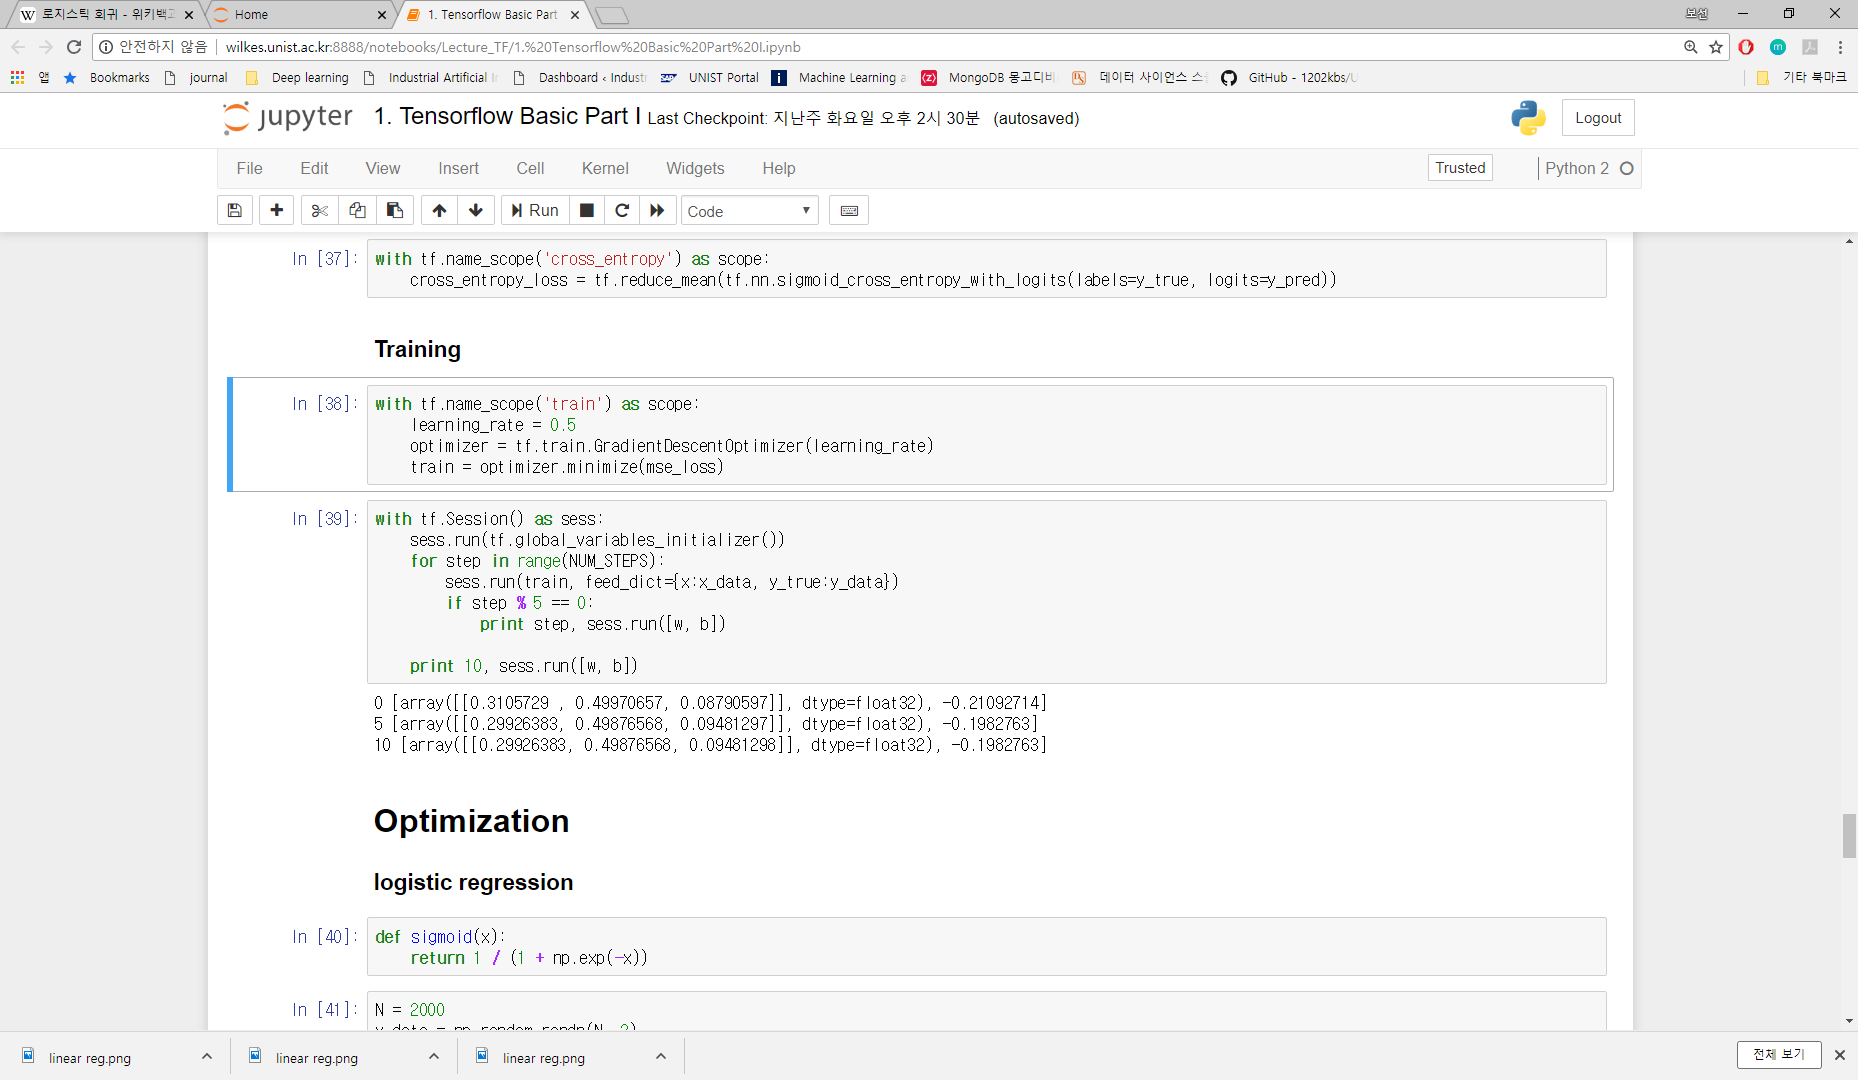 로지스틱 회귀 - 위키백고
Home
1. Tensorflow Basic Part
보선
안전하지 않음
wilkes.unist.ac.kr:8888/notebooks/Lecture_TF/1.%20Tensorflow%20Basic%20Part%20I.ipynb
앱
Bookmarks
journal
Deep learning
Industrial Artificial I
Dashboard ‹ Indust
UNIST Portal
Machine Learning a
MongoDB 몽고디비
데이터 사이언스 스
GitHub - 1202kbs/U
기타 북마크
jupyter 1. Tensorflow Basic Part I Last Checkpoint: 지난주 화요일 오후 2시 30분 (autosaved)
Logout
File Edit View Insert Cell Kernel Widgets Help
Trusted
Python 2
Run
Code
In [37]: with tf.name_scope('cross_entropy') as scope:
cross_entropy_loss = tf.reduce_mean(tf.nn.sigmoid_cross_entropy_with_logits(labels=y_true, logits=y_pred))
Training
In [38]: with tf.name_scope('train') as scope:
learning_rate = 0.5
optimizer = tf.train.GradientDescentOptimizer(learning_rate)
train = optimizer.minimize(mse_loss)
In [39]: with tf.Session() as sess:
sess.run(tf.global_variables_initializer())
for step in range(NUM_STEPS):
sess.run(train, feed_dict={x:x_data, y_true:y_data})
if step % 5 == 0:
print step, sess.run([w, b])
print 10, sess.run([w, b])
0 [array([[0.3105729 , 0.49970657, 0.08790597]], dtype=float32), -0.21092714]
5 [array([[0.29926383, 0.49876568, 0.09481297]], dtype=float32), -0.1982763]
10 [array([[0.29926383, 0.49876568, 0.09481298]], dtype=float32), -0.1982763]
Optimization
logistic regression
In [40]: def sigmoid(x):
return 1 / (1 + np.exp(-x))
In [41]: N = 2000
linear reg.png
linear reg.png
linear reg.png
전체 보기